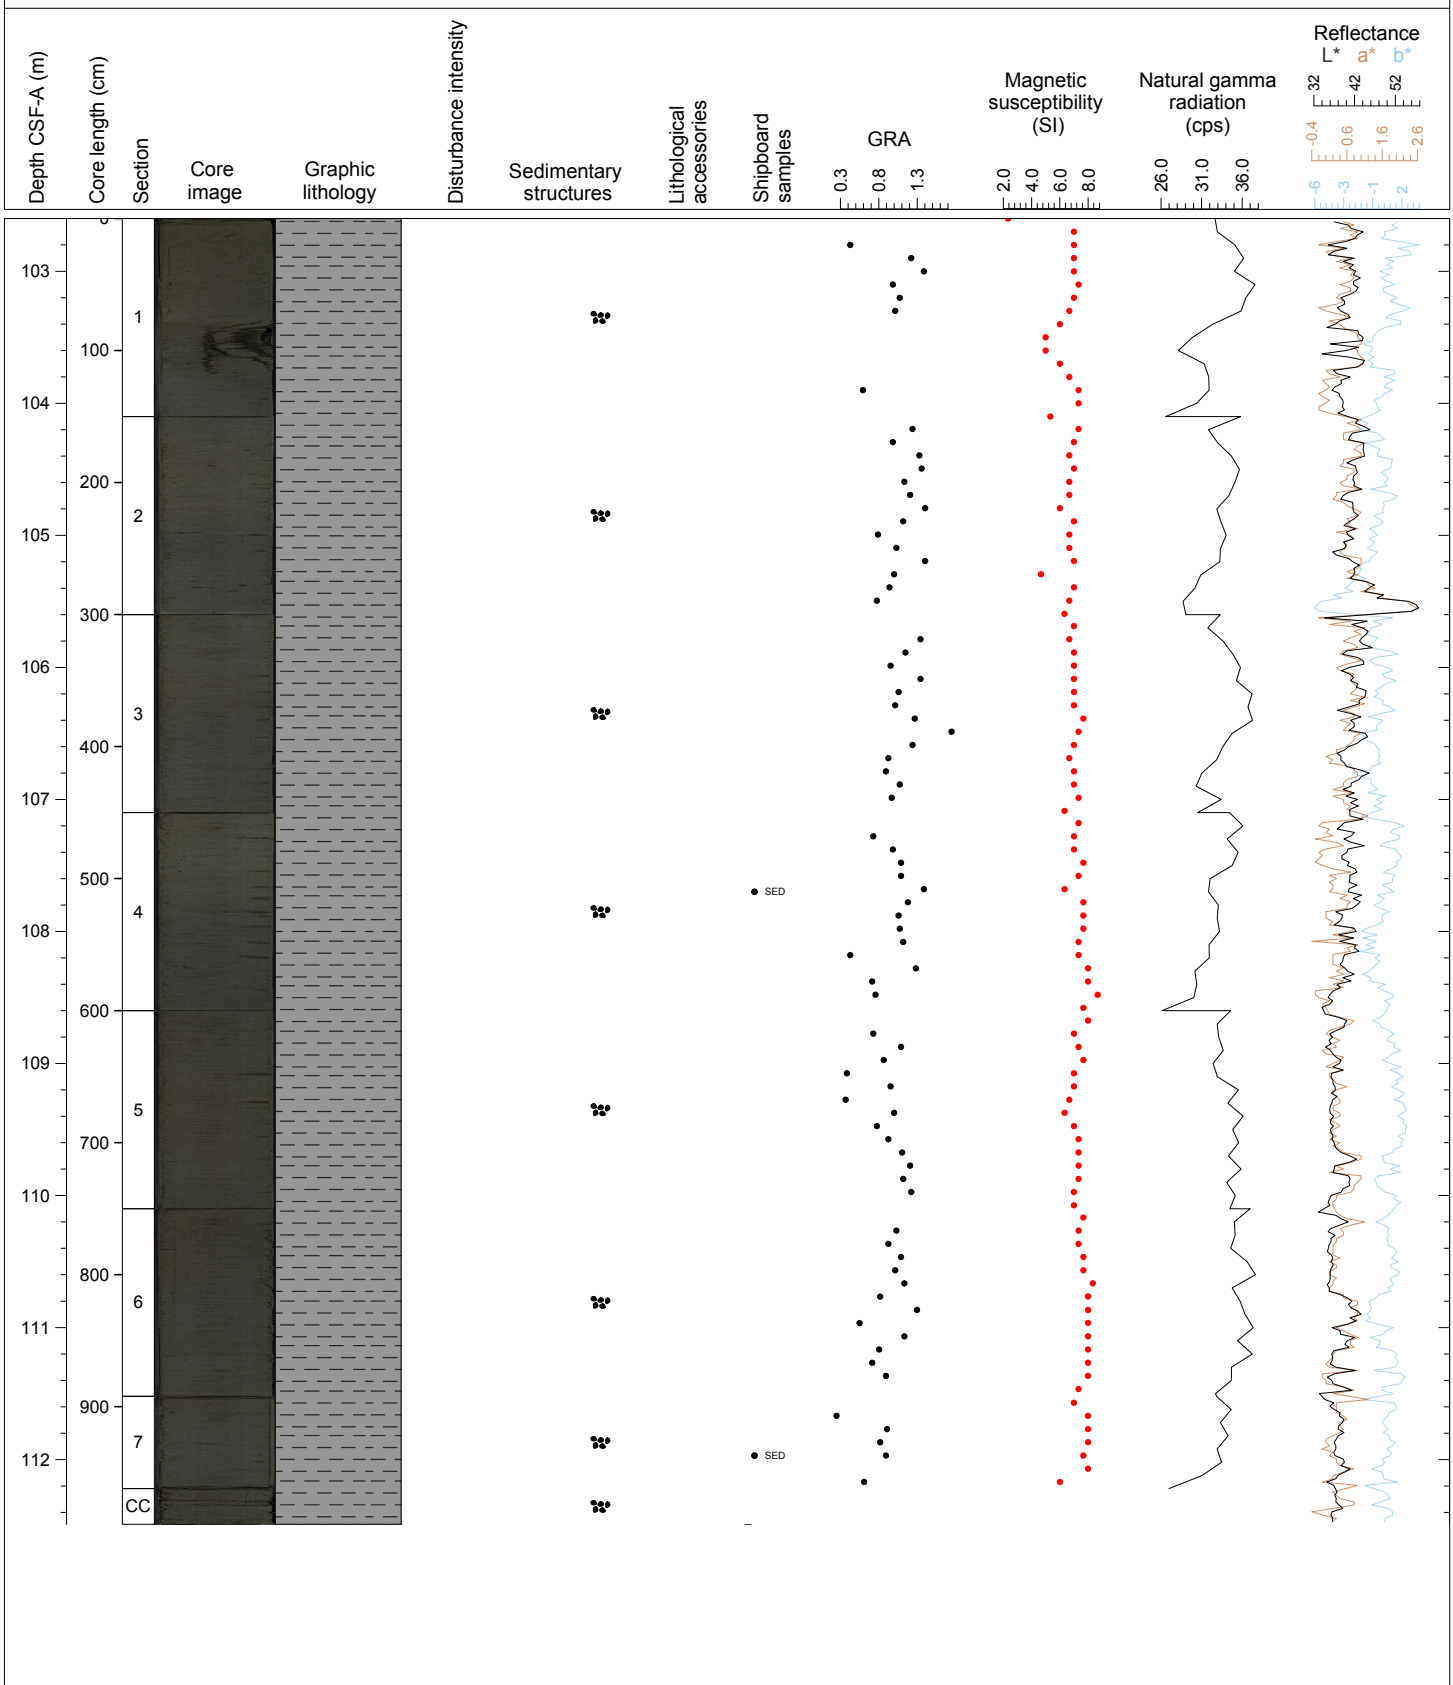 Depth CSF-A (m)
Core length (cm)
Section
Core
image
Graphic
lithology
Disturbance intensity
Sedimentary
structures
Lithological
accessories
Shipboard
samples
GRA
0.3
0.8
1.3
Magnetic
susceptibility
(SI)
2.0
4.0
6.0
8.0
Natural gamma
radiation
(cps)
26.0
31.0
36.0
Reflectance
L* a* b*
32
42
52
-0.4
0.6
1.6
2.6
-6
-3
-1
2
0
103
1
100
104
200
2
105
300
106
3
400
107
500
SED
4
108
600
109
5
700
110
800
6
111
900
7
112
SED
CC